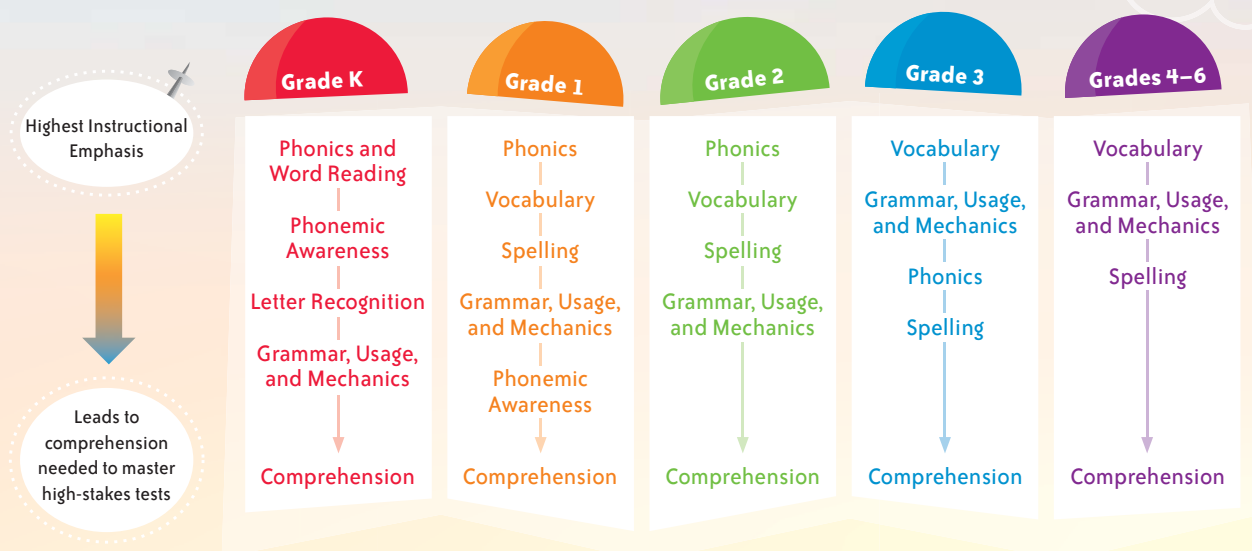 Highest Instructional
Emphasis
Leads to
comprehension
needed to master
high-stakes tests
Grade K
Phonics and
Word Reading
Phonemic
Awareness
Letter Recognition
Grammar, Usage,
and Mechanics
Comprehension
Grade 1
Phonics
Vocabulary
Spelling
Grammar, Usage,
and Mechanics
Phonemic
Awareness
Comprehension
Grade 2
Phonics
Vocabulary
Spelling
Grammar, Usage,
and Mechanics
Comprehension
Grade 3
Vocabulary
Grammar, Usage,
and Mechanics
Phonics
Spelling
Comprehension
Grades 4–6
Vocabulary
Grammar, Usage,
and Mechanics
Spelling
Comprehension